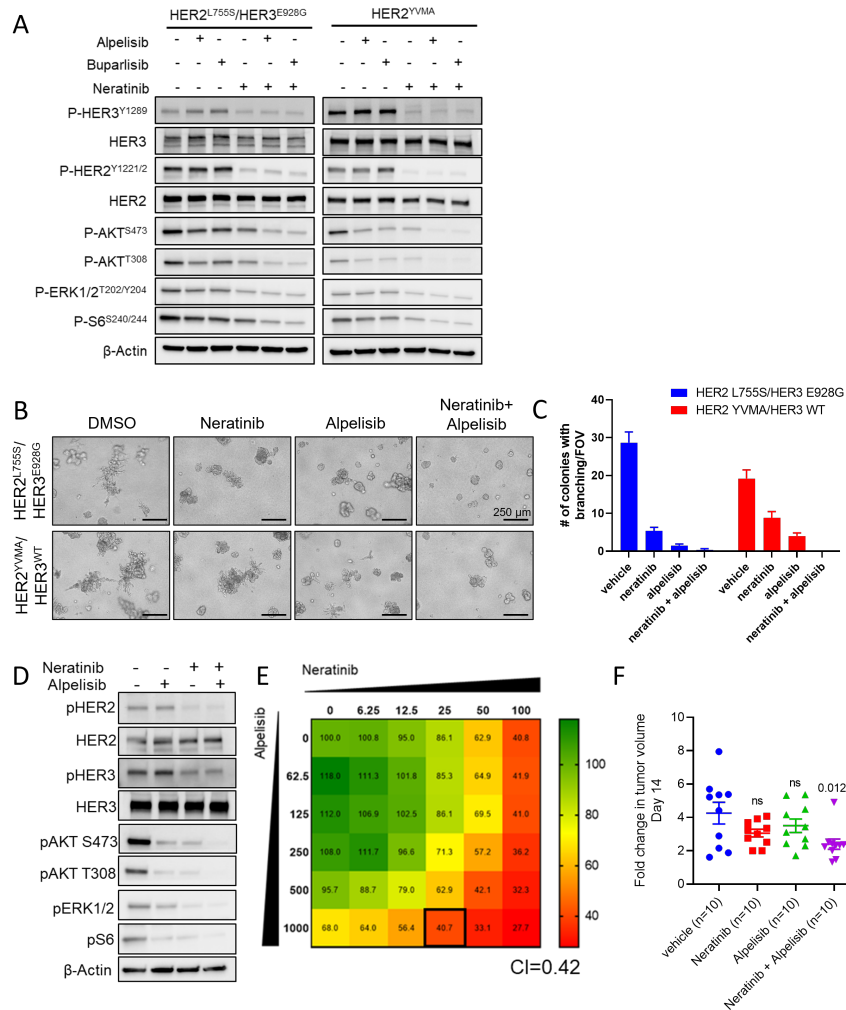 A
HER2L755S/HER3E928G
HER2YVMA
Alpelisib - + - - + - - + - - + -
Buparlisib - - + - - + - - + - - +
Neratinib - - - + + + - - - + + +
P-HER3Y1289
HER3
P-HER2Y1221/2
HER2
P-AKTS473
P-AKTT308
P-ERK1/2T202/Y204
P-S6S240/244
β-Actin
B
DMSO
Neratinib
Alpelisib
Neratinib+
Alpelisib
HER2L755S/
HER3E928G
250 µm
HER2YVMA/
HER3WT
C
HER2 L755S/HER3 E928G
HER2 YVMA/HER3 WT
# of colonies with
branching/FOV
40
30
20
10
0
vehicle
neratinib
alpelisib
neratinib + alpelisib
vehicle
neratinib
alpelisib
neratinib + alpelisib
D
Neratinib - - + +
Alpelisib - + - +
pHER2
HER2
pHER3
HER3
pAKT S473
pAKT T308
pERK1/2
pS6
β-Actin
E
Neratinib
Alpelisib
0 6.25 12.5 25 50 100
0 100.0 100.8 95.0 86.1 62.9 40.8
62.5 118.0 111.3 101.8 85.3 64.9 41.9
125 112.0 106.9 102.5 86.1 69.5 41.0
250 108.0 111.7 96.6 71.3 57.2 36.2
500 95.7 88.7 79.0 62.9 42.1 32.3
1000 68.0 64.0 56.4 40.7 33.1 27.7
100
80
60
40
CI=0.42
F
Fold change in tumor volume
Day 14
10
8
6
4
2
0
ns
ns
0.012
vehicle (n=10)
Neratinib (n=10)
Alpelisib (n=10)
Neratinib + Alpelisib (n=10)